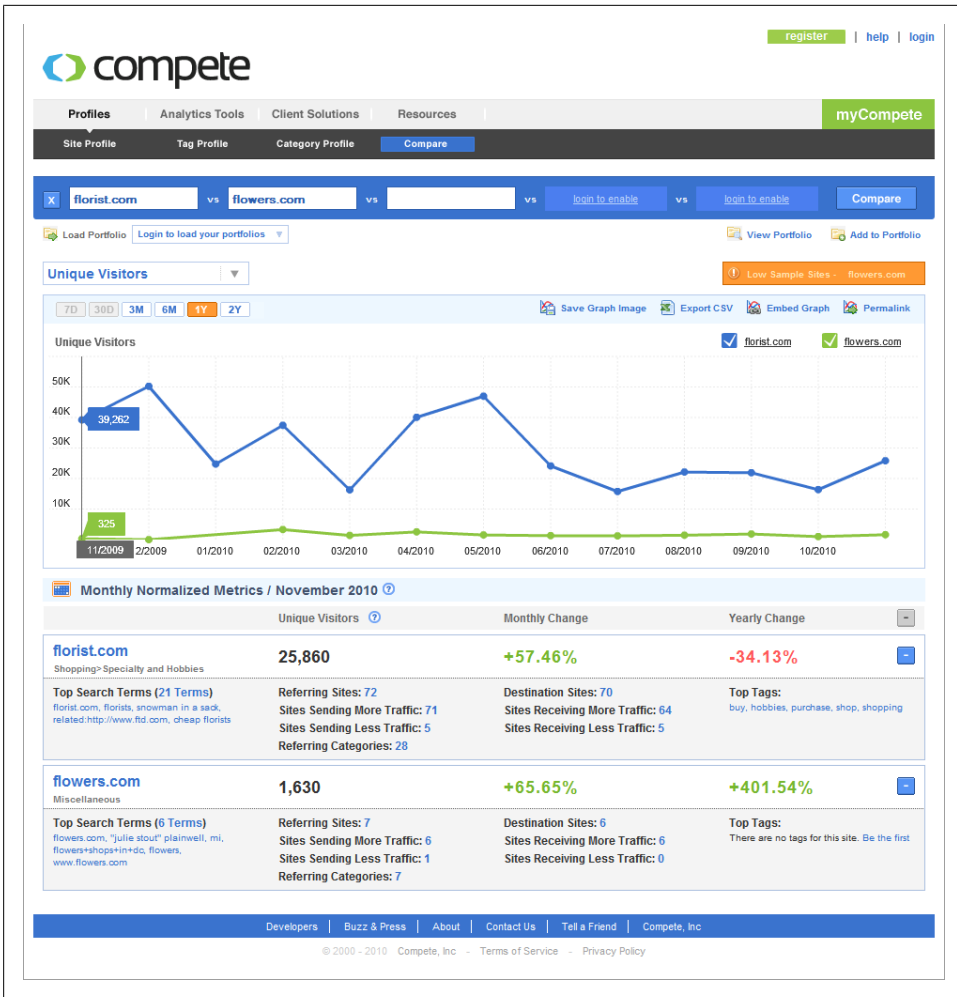 register | help | login
compete
Profiles Analytics Tools Client Solutions Resources myCompete
Site Profile Tag Profile Category Profile Compare
X florist.com vs flowers.com vs vs login to enable vs login to enable Compare
Load Portfolio Login to load your portfolios View Portfolio Add to Portfolio
Unique Visitors Low Sample Sites - flowers.com
7D 30D 3M 6M 1Y 2Y Save Graph Image Export CSV Embed Graph Permalink
Unique Visitors florist.com flowers.com
50K
40K
39,262
30K
20K
10K
325
11/2009 2/2009 01/2010 02/2010 03/2010 04/2010 05/2010 06/2010 07/2010 08/2010 09/2010 10/2010
Monthly Normalized Metrics / November 2010 ?
Unique Visitors ? Monthly Change Yearly Change -
florist.com 25,860 +57.46% -34.13% -
Shopping>Specialty and Hobbies
Top Search Terms (21 Terms) Referring Sites: 72 Destination Sites: 70 Top Tags:
florist.com, florists, snowman in a sack, Sites Sending More Traffic: 71 Sites Receiving More Traffic: 64 buy, hobbies, purchase, shop, shopping
related:http://www.ftd.com, cheap florists Sites Sending Less Traffic: 5 Sites Receiving Less Traffic: 5
Referring Categories: 28
flowers.com 1,630 +65.65% +401.54% -
Miscellaneous
Top Search Terms (6 Terms) Referring Sites: 7 Destination Sites: 6 Top Tags:
flowers.com, "julie stout" plainwell, mi, Sites Sending More Traffic: 6 Sites Receiving More Traffic: 6 There are no tags for this site. Be the first
flowers+shops+in+dc, flowers, Sites Sending Less Traffic: 1 Sites Receiving Less Traffic: 0
www.flowers.com
Referring Categories: 7
Developers | Buzz & Press | About | Contact Us | Tell a Friend | Compete, Inc
© 2000 - 2010 Compete, Inc - Terms of Service - Privacy Policy